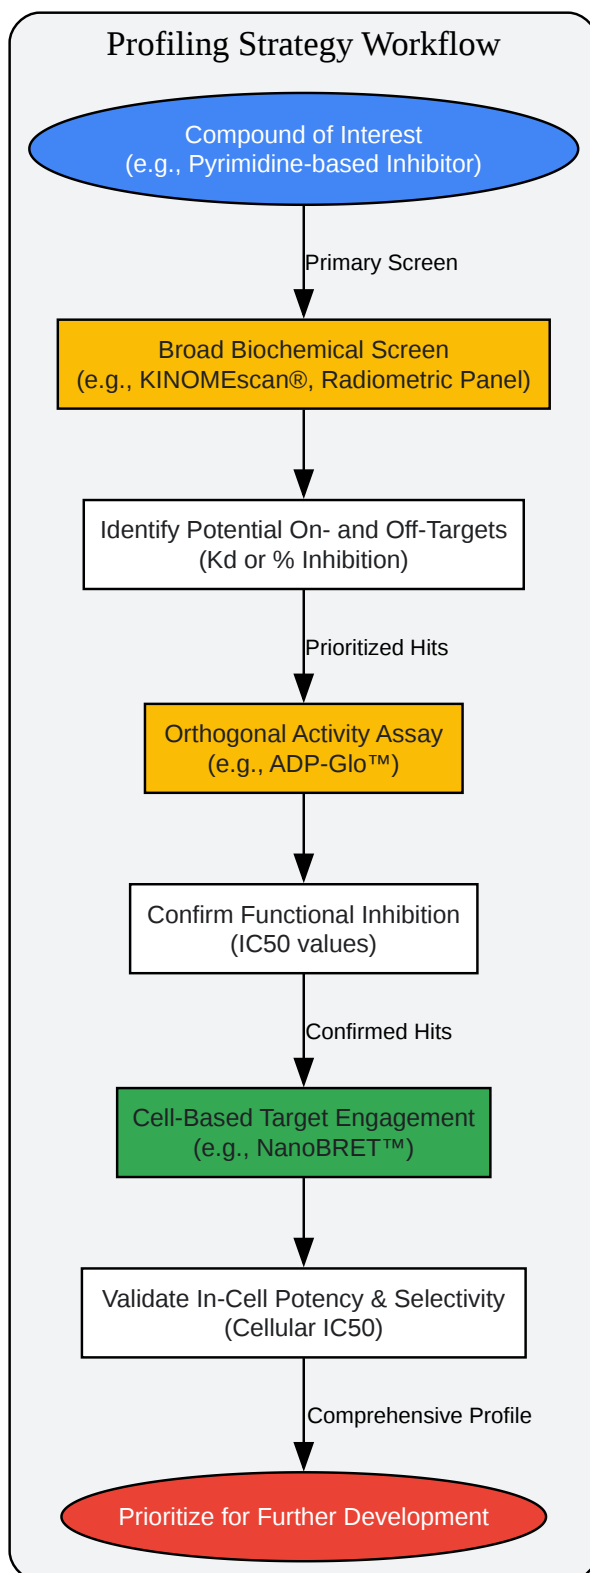 Profiling Strategy Workflow
Compound of Interest
(e.g., Pyrimidine-based Inhibitor)
Primary Screen
Broad Biochemical Screen
(e.g., KINOMEscan®, Radiometric Panel)
Identify Potential On- and Off-Targets
(Kd or % Inhibition)
Prioritized Hits
Orthogonal Activity Assay
(e.g., ADP-Glo™)
Confirm Functional Inhibition
(IC50 values)
Confirmed Hits
Cell-Based Target Engagement
(e.g., NanoBRET™)
Validate In-Cell Potency & Selectivity
(Cellular IC50)
Comprehensive Profile
Prioritize for Further Development